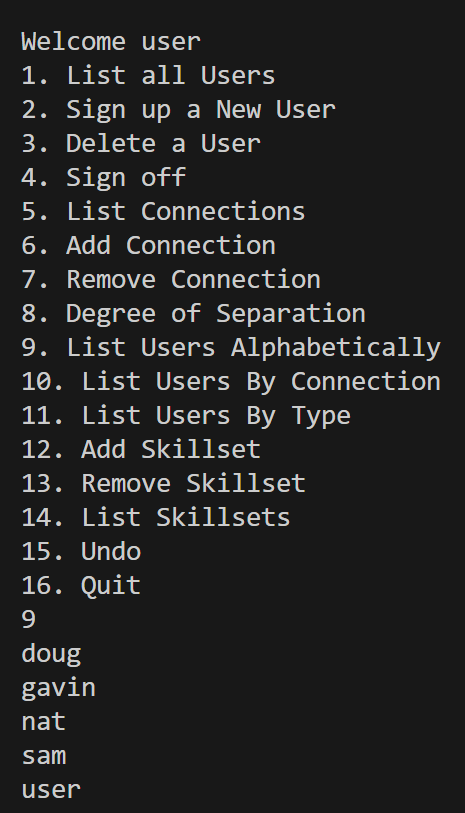 Welcome user
1. List all Users
2. Sign up a New User
3. Delete a User
4. Sign off
5. List Connections
6. Add Connection
7. Remove Connection
8. Degree of Separation
9. List Users Alphabetically
10. List Users By Connection
11. List Users By Type
12. Add Skillset
13. Remove Skillset
14. List Skillsets
15. Undo
16. Quit
9
doug
gavin
nat
sam
user